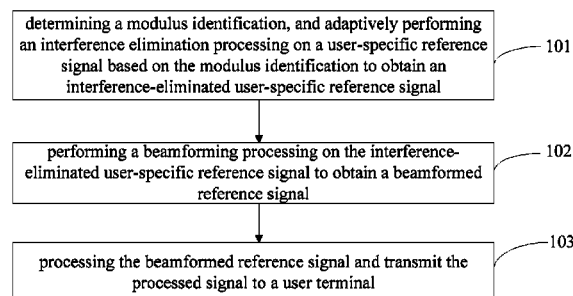 determining a modulus identification, and adaptively performing
an interference elimination processing on a user-specific reference
signal based on the modulus identification to obtain an
interference-eliminated user-specific reference signal
101
performing a beamforming processing on the interference-
eliminated user-specific reference signal to obtain a beamformed
reference signal
102
processing the beamformed reference signal and transmit the
processed signal to a user terminal
103